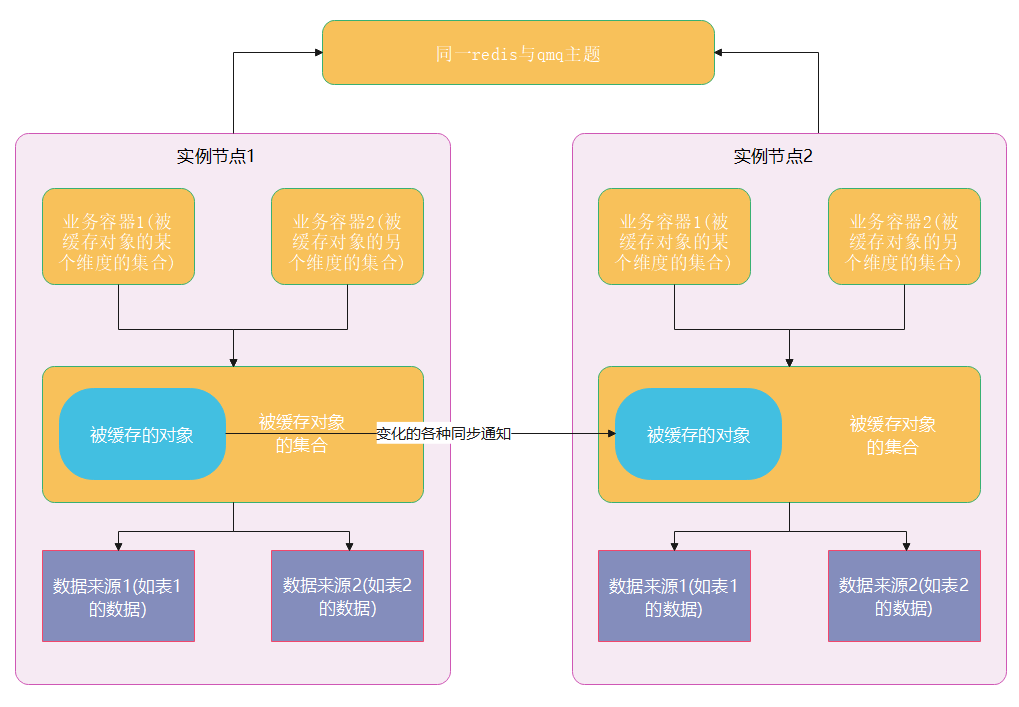 同一redis与qmq主题
实例节点1
实例节点2
业务容器1(被
缓存对象的某
个维度的集合)
业务容器2(被
缓存对象的另
个维度的集合)
业务容器1(被
缓存对象的某
个维度的集合)
业务容器2(被
缓存对象的另
个维度的集合)
被缓存的对象
被缓存对象
的集合
变化的各种同步通知
被缓存的对象
被缓存对象
的集合
数据来源1(如表1
的数据)
数据来源2(如表2
的数据)
数据来源1(如表1
的数据)
数据来源2(如表2
的数据)